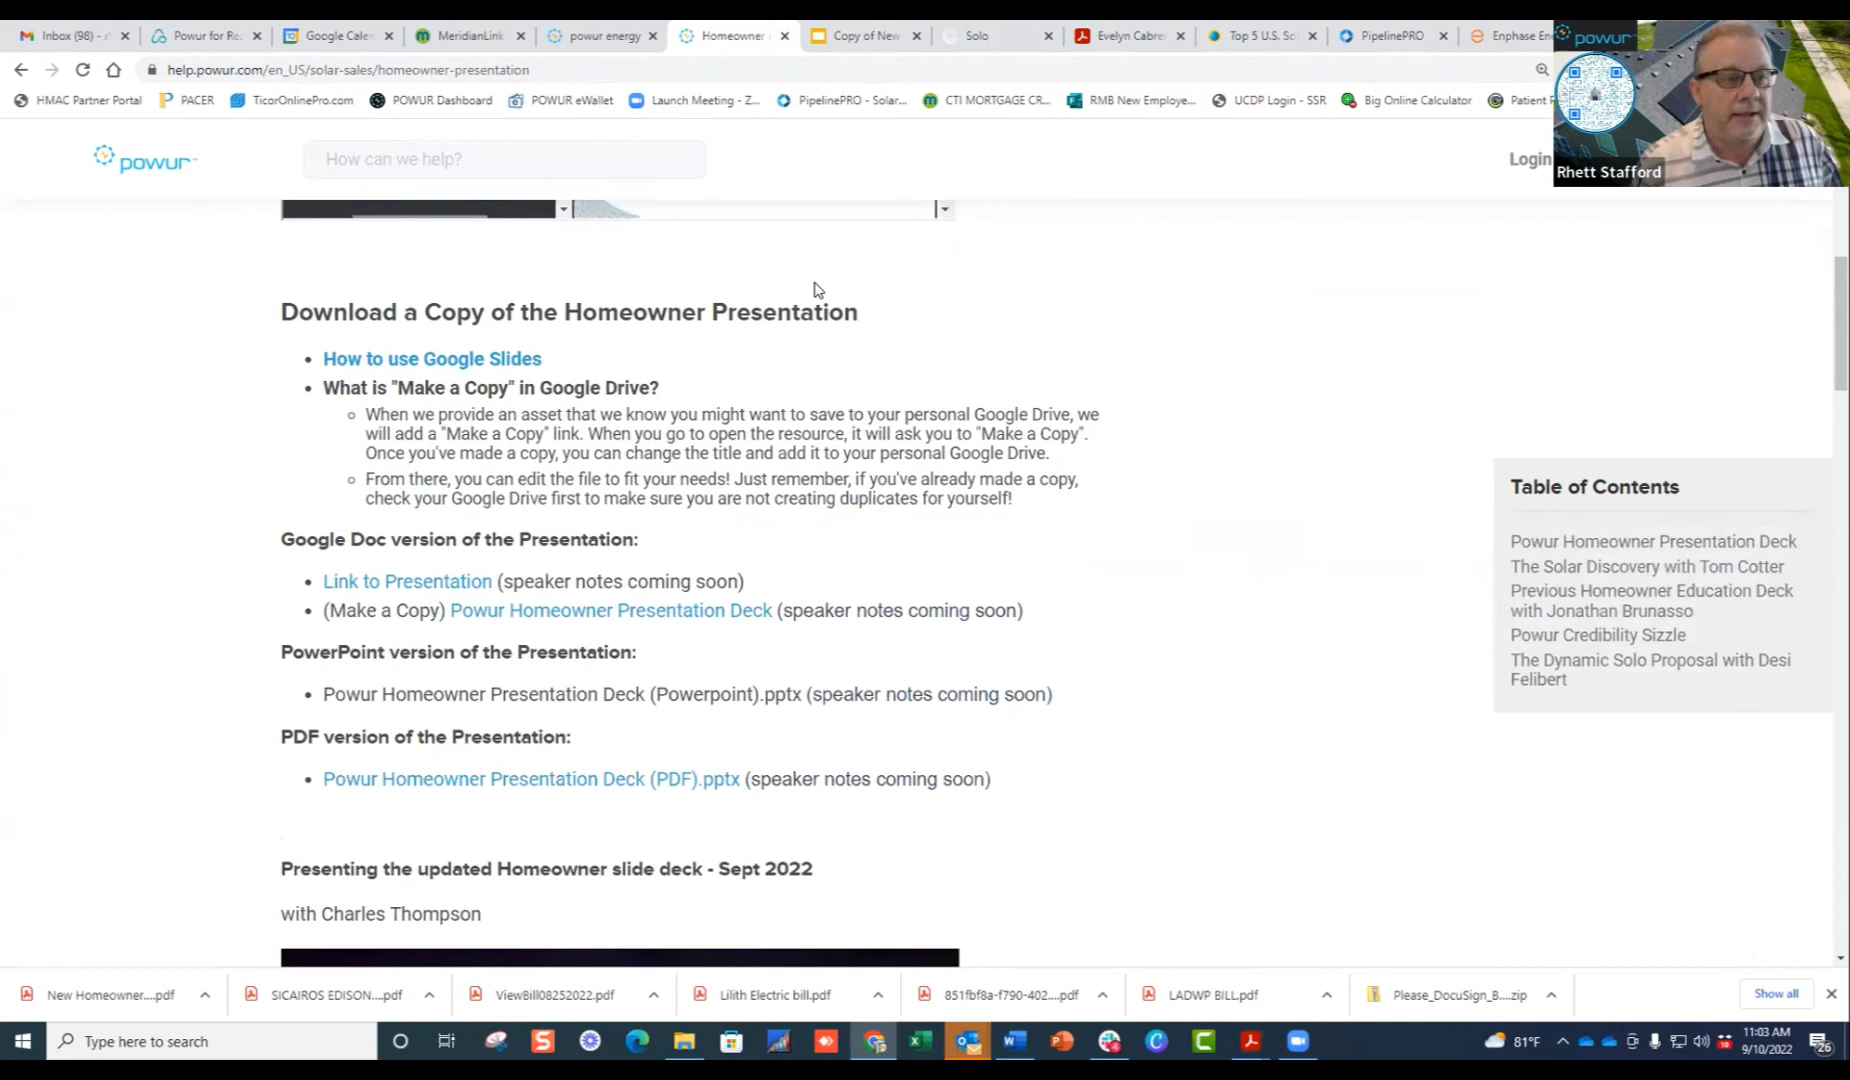 Inbox (98) - r
Powur for Re
Google Calen
MeridianLink
powur energy
Homeowner
Copy of New
Solo
Evelyn Cabre
Top 5 U.S. So
PipelinePRO
Enphase En
help.powur.com/en_US/solar-sales/homeowner-presentation
HMAC Partner Portal
PACER
TicorOnlinePro.com
POWUR Dashboard
POWUR eWallet
Launch Meeting - Z...
PipelinePRO - Solar...
CTI MORTGAGE CR...
RMB New Employe...
UCDP Login - SSR
Big Online Calculator
Patient
powur
Rhett Stafford
powur
How can we help?
Login
Download a Copy of the Homeowner Presentation
• How to use Google Slides
• What is "Make a Copy" in Google Drive?
When we provide an asset that we know you might want to save to your personal Google Drive, we
will add a "Make a Copy" link. When you go to open the resource, it will ask you to "Make a Copy".
Once you've made a copy, you can change the title and add it to your personal Google Drive.
From there, you can edit the file to fit your needs! Just remember, if you've already made a copy,
check your Google Drive first to make sure you are not creating duplicates for yourself!
Google Doc version of the Presentation:
• Link to Presentation (speaker notes coming soon)
• (Make a Copy) Powur Homeowner Presentation Deck (speaker notes coming soon)
PowerPoint version of the Presentation:
• Powur Homeowner Presentation Deck (Powerpoint).pptx (speaker notes coming soon)
PDF version of the Presentation:
• Powur Homeowner Presentation Deck (PDF).pptx (speaker notes coming soon)
Presenting the updated Homeowner slide deck - Sept 2022
with Charles Thompson
Table of Contents
Powur Homeowner Presentation Deck
The Solar Discovery with Tom Cotter
Previous Homeowner Education Deck
with Jonathan Brunasso
Powur Credibility Sizzle
The Dynamic Solo Proposal with Desi
Felibert
New Homeowner....pdf
SICAIROS EDISON....pdf
ViewBill08252022.pdf
Lilith Electric bill.pdf
851fbf8a-f790-402....pdf
LADWP BILL.pdf
Please_DocuSign_B....zip
Show all
Type here to search
81°F
11:03 AM
9/10/2022
26